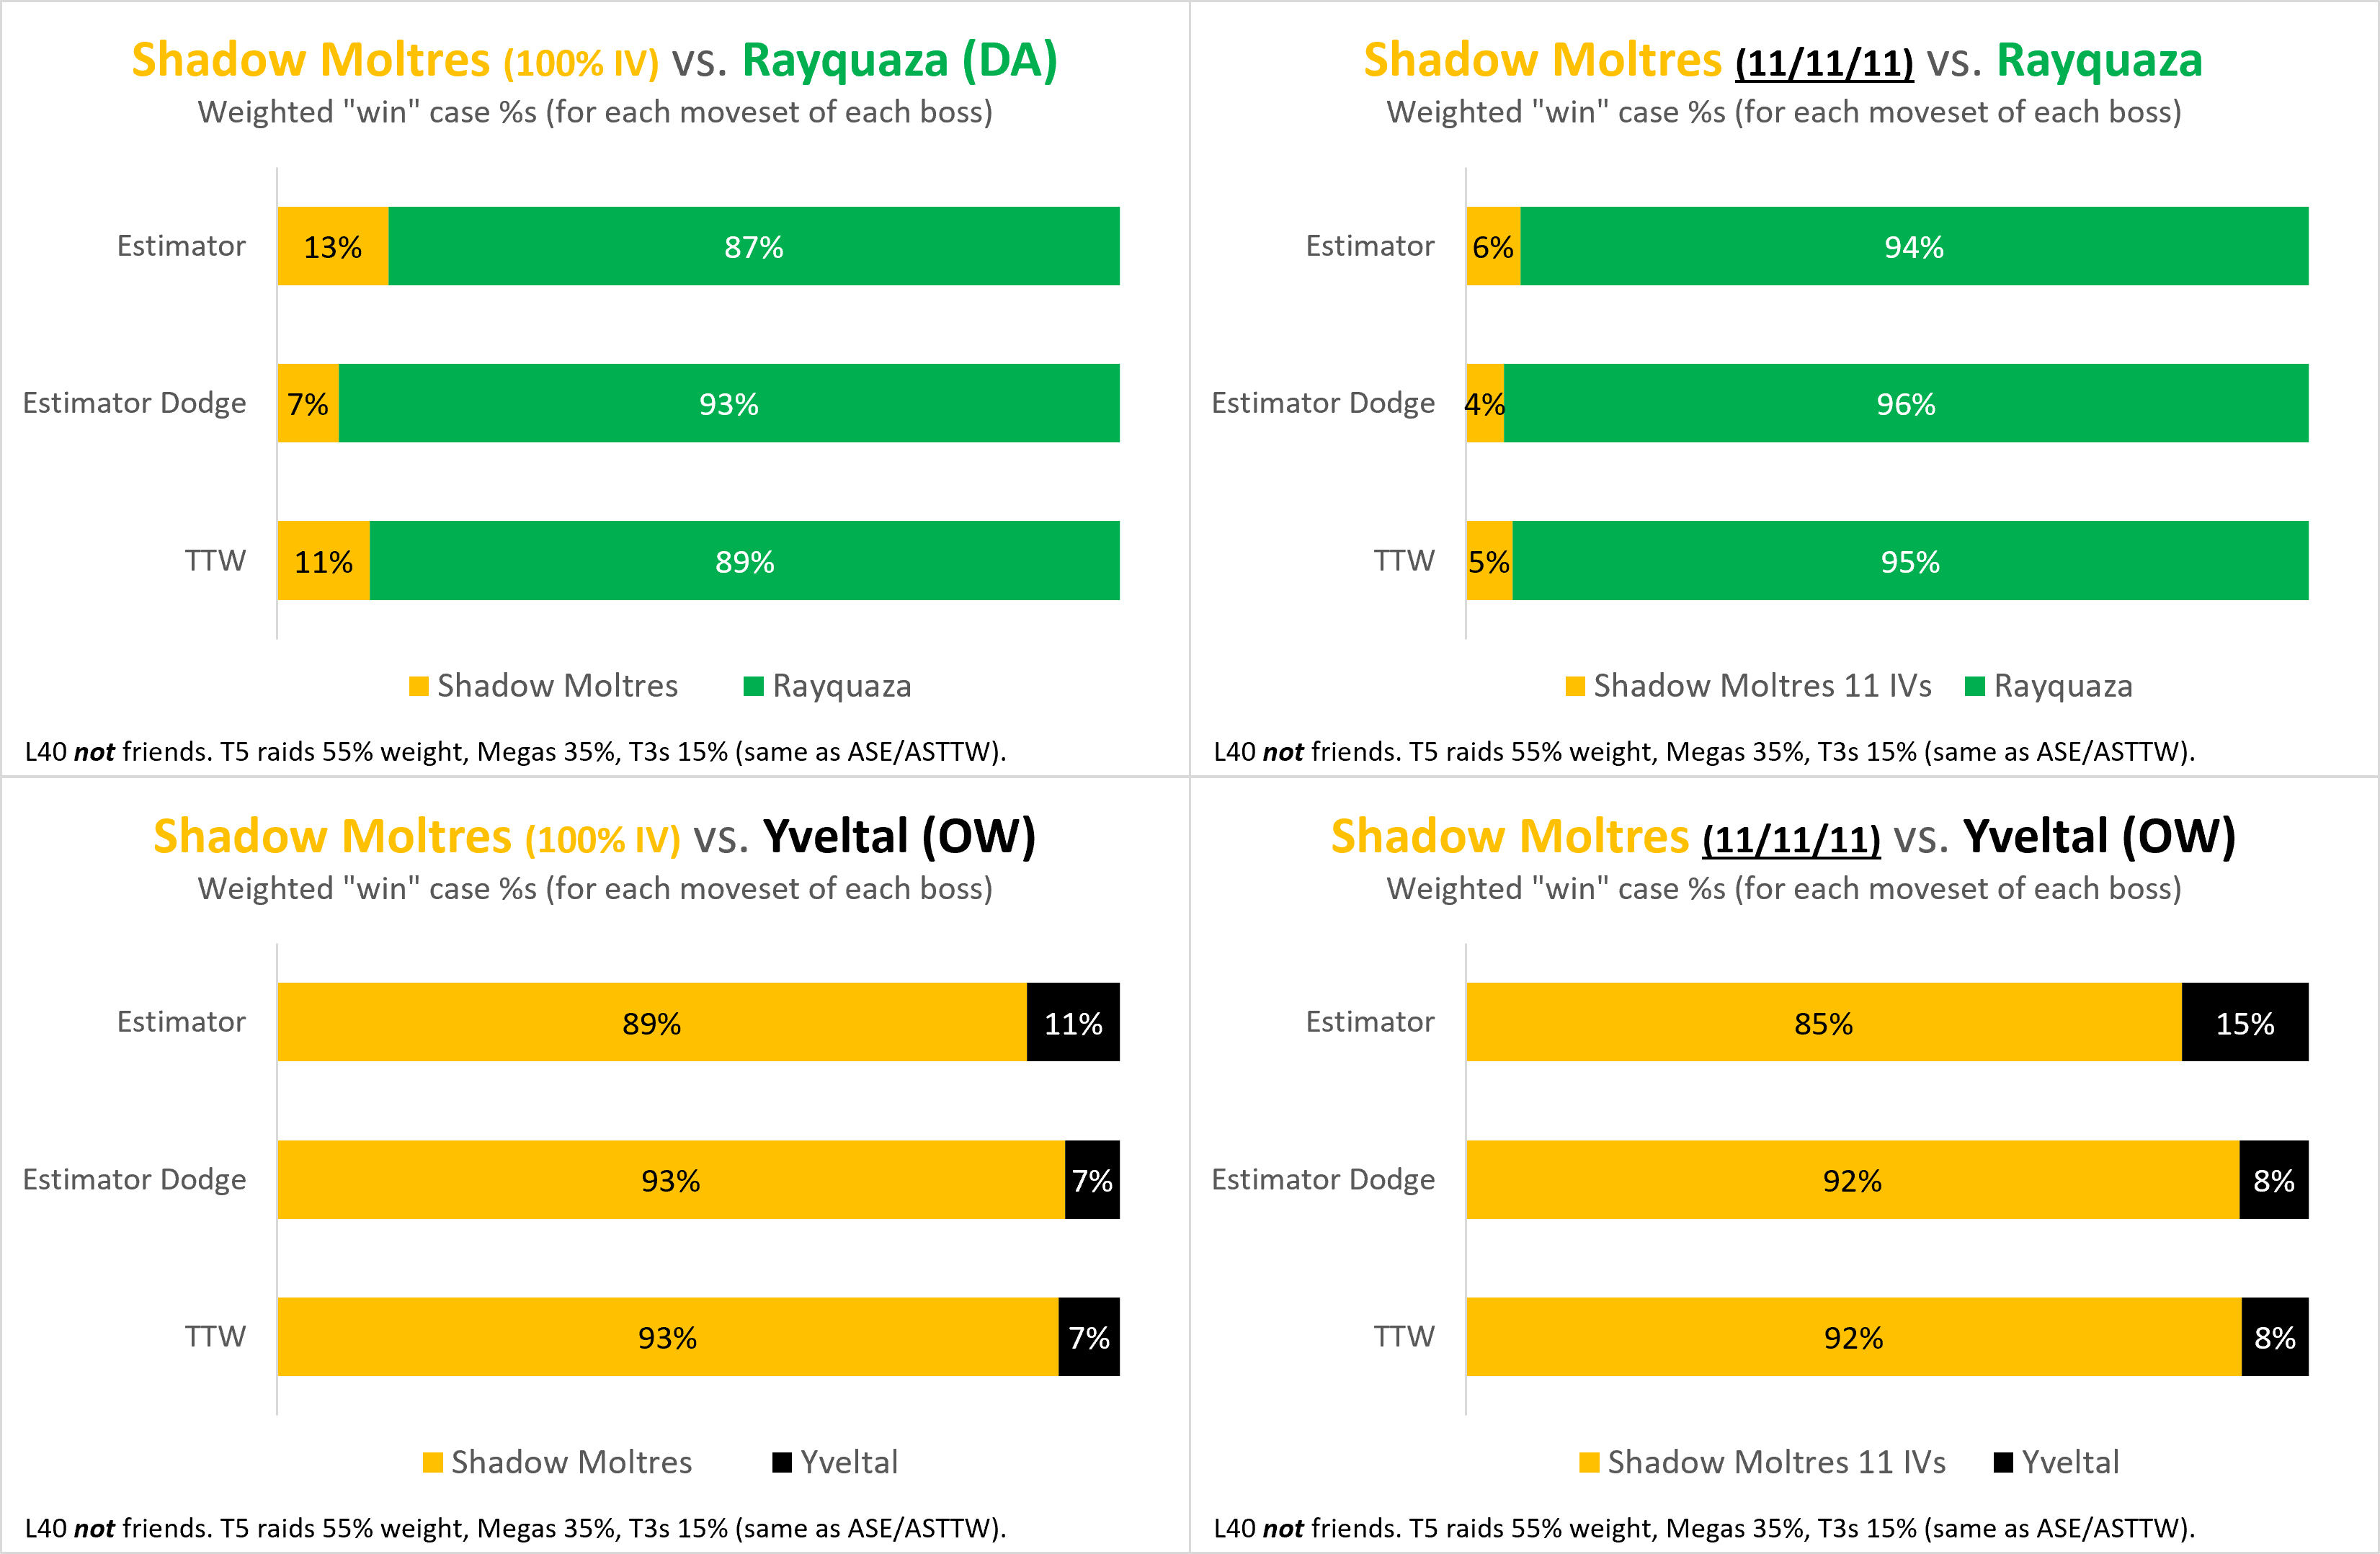 Shadow Moltres (100% IV) vs. Rayquaza (DA)
Weighted "win" case %s (for each moveset of each boss)
Estimator
13%
87%
Estimator Dodge
7%
93%
TTW
11%
89%
Shadow Moltres
Rayquaza
L40 not friends. T5 raids 55% weight, Megas 35%, T3s 15% (same as ASE/ASTTW).
Shadow Moltres (11/11/11) vs. Rayquaza
Weighted "win" case %s (for each moveset of each boss)
Estimator
6%
94%
Estimator Dodge
4%
96%
TTW
5%
95%
Shadow Moltres 11 IVs
Rayquaza
L40 not friends. T5 raids 55% weight, Megas 35%, T3s 15% (same as ASE/ASTTW).
Shadow Moltres (100% IV) vs. Yveltal (OW)
Weighted "win" case %s (for each moveset of each boss)
Estimator
89%
11%
Estimator Dodge
93%
7%
TTW
93%
7%
Shadow Moltres
Yveltal
L40 not friends. T5 raids 55% weight, Megas 35%, T3s 15% (same as ASE/ASTTW).
Shadow Moltres (11/11/11) vs. Yveltal (OW)
Weighted "win" case %s (for each moveset of each boss)
Estimator
85%
15%
Estimator Dodge
92%
8%
TTW
92%
8%
Shadow Moltres 11 IVs
Yveltal
L40 not friends. T5 raids 55% weight, Megas 35%, T3s 15% (same as ASE/ASTTW).